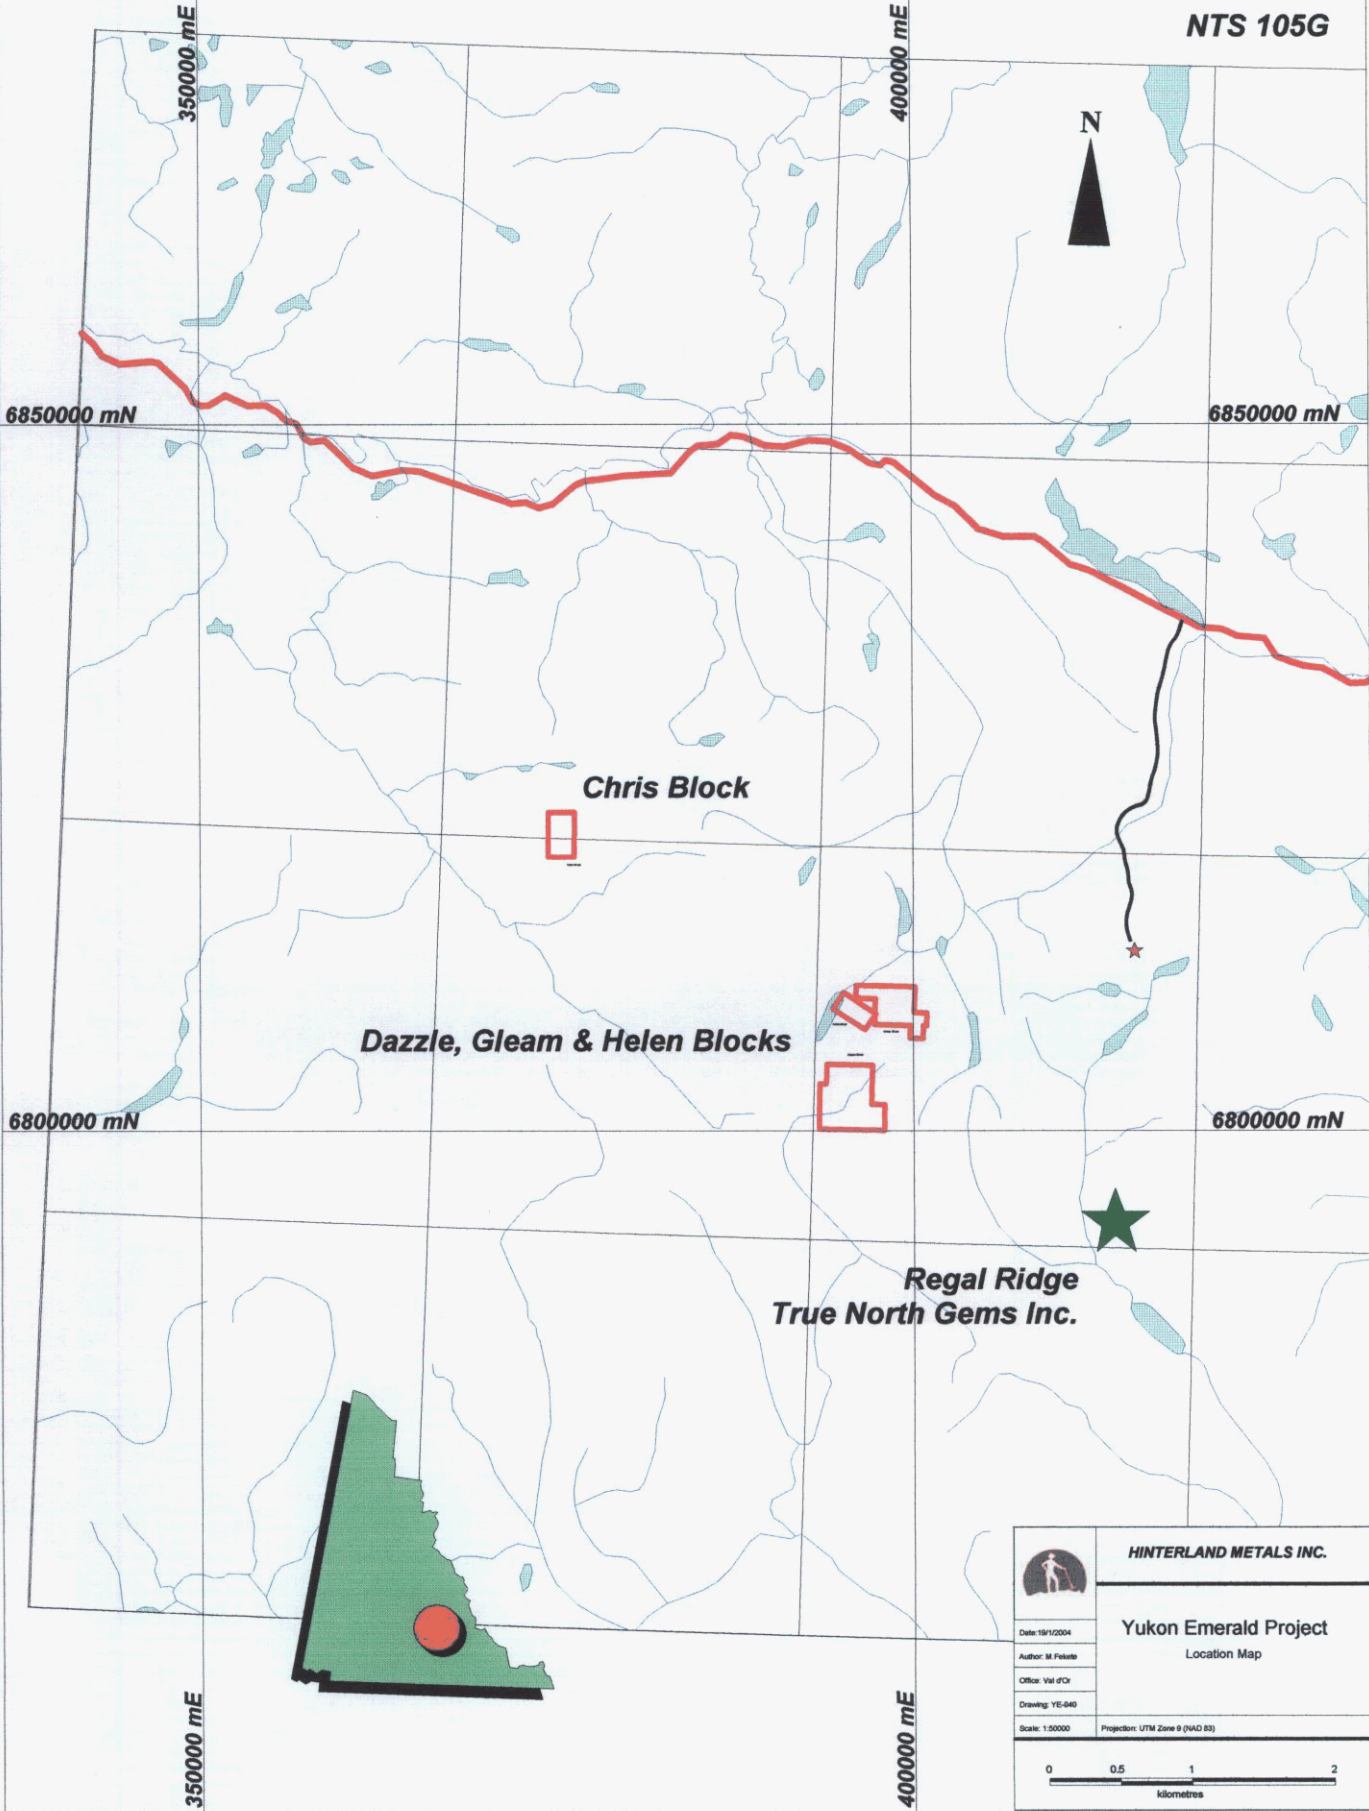 NTS 105G
350000 mE
400000 mE
N
6850000 mN
6850000 mN
Chris Block
Dazzle, Gleam & Helen Blocks
6800000 mN
6800000 mN
Regal Ridge
True North Gems Inc.
350000 mE
400000 mE
HINTERLAND METALS INC.
Yukon Emerald Project
Location Map
Date:19/1/2004
Author: M.Fekete
Office: Val d'Or
Drawing: YE-040
Scale: 1:50000
Projection: UTM Zone 9 (NAD 83)
0 0.5 1 2
kilometres